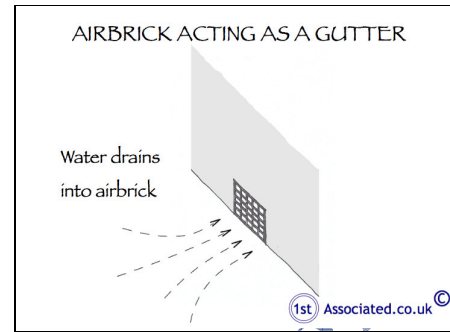 AIRBRICK ACTING AS A GUTTER
Water drains
into airbrick
1st Associated.co.uk ©